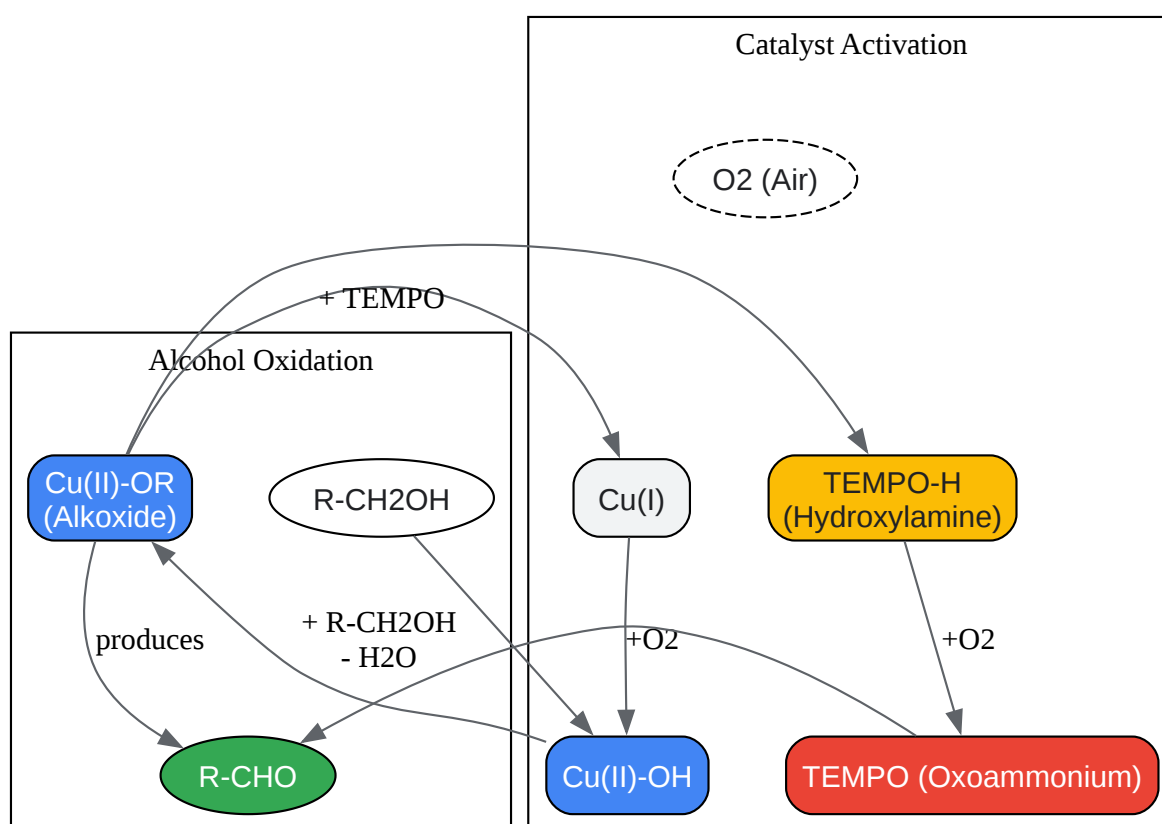 Catalyst Activation
O2 (Air)
+ TEMPO
Alcohol Oxidation
Cu(II)-OR
(Alkoxide)
R-CH2OH
Cu(I)
TEMPO-H
(Hydroxylamine)
produces
+ R-CH2OH
- H2O
+O2
+O2
R-CHO
Cu(II)-OH
TEMPO (Oxoammonium)